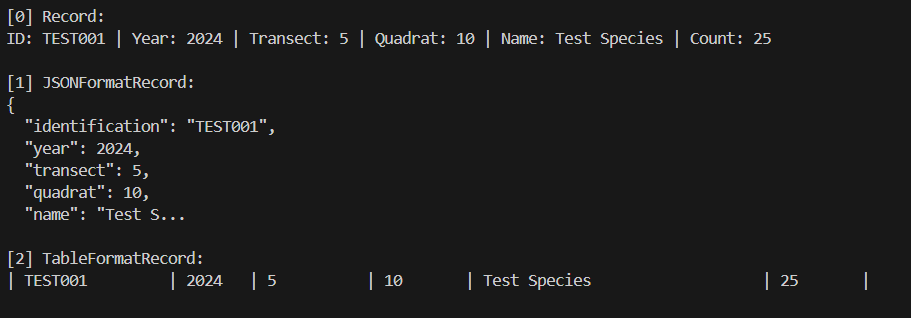 [0] Record:
ID: TEST001 | Year: 2024 | Transect: 5 | Quadrat: 10 | Name: Test Species | Count: 25
[1] JSONFormatRecord:
{
  "identification": "TEST001",
  "year": 2024,
  "transect": 5,
  "quadrat": 10,
  "name": "Test S...
[2] TableFormatRecord:
| TEST001         | 2024   | 5          | 10       | Test Species                   | 25       |